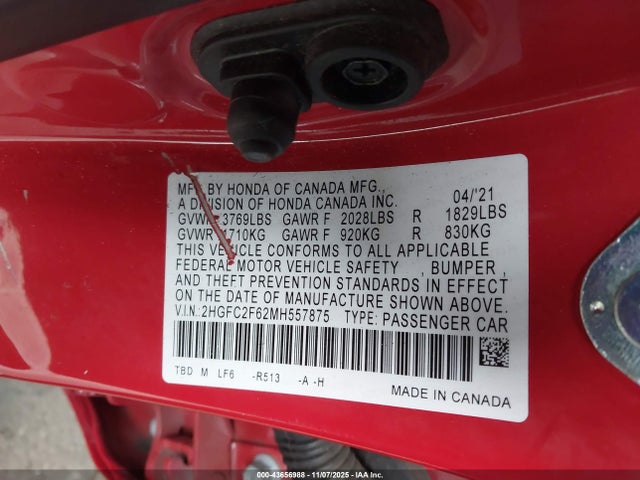 MFD BY HONDA OF CANADA MFG.,
A DIVISION OF HONDA CANADA INC. 04/'21
GVWR 3769LBS GAWR F 2028LBS R 1829LBS
GVWR 1710KG GAWR F 920KG R 830KG
THIS VEHICLE CONFORMS TO ALL APPLICABLE
FEDERAL MOTOR VEHICLE SAFETY , BUMPER ,
AND THEFT PREVENTION STANDARDS IN EFFECT
ON THE DATE OF MANUFACTURE SHOWN ABOVE.
V.I.N.:2HGFC2F62MH557875 TYPE: PASSENGER CAR
TBD M LF6 -R513 -A -H
MADE IN CANADA
000-43656988 - 11/07/2025 - IAA Inc.